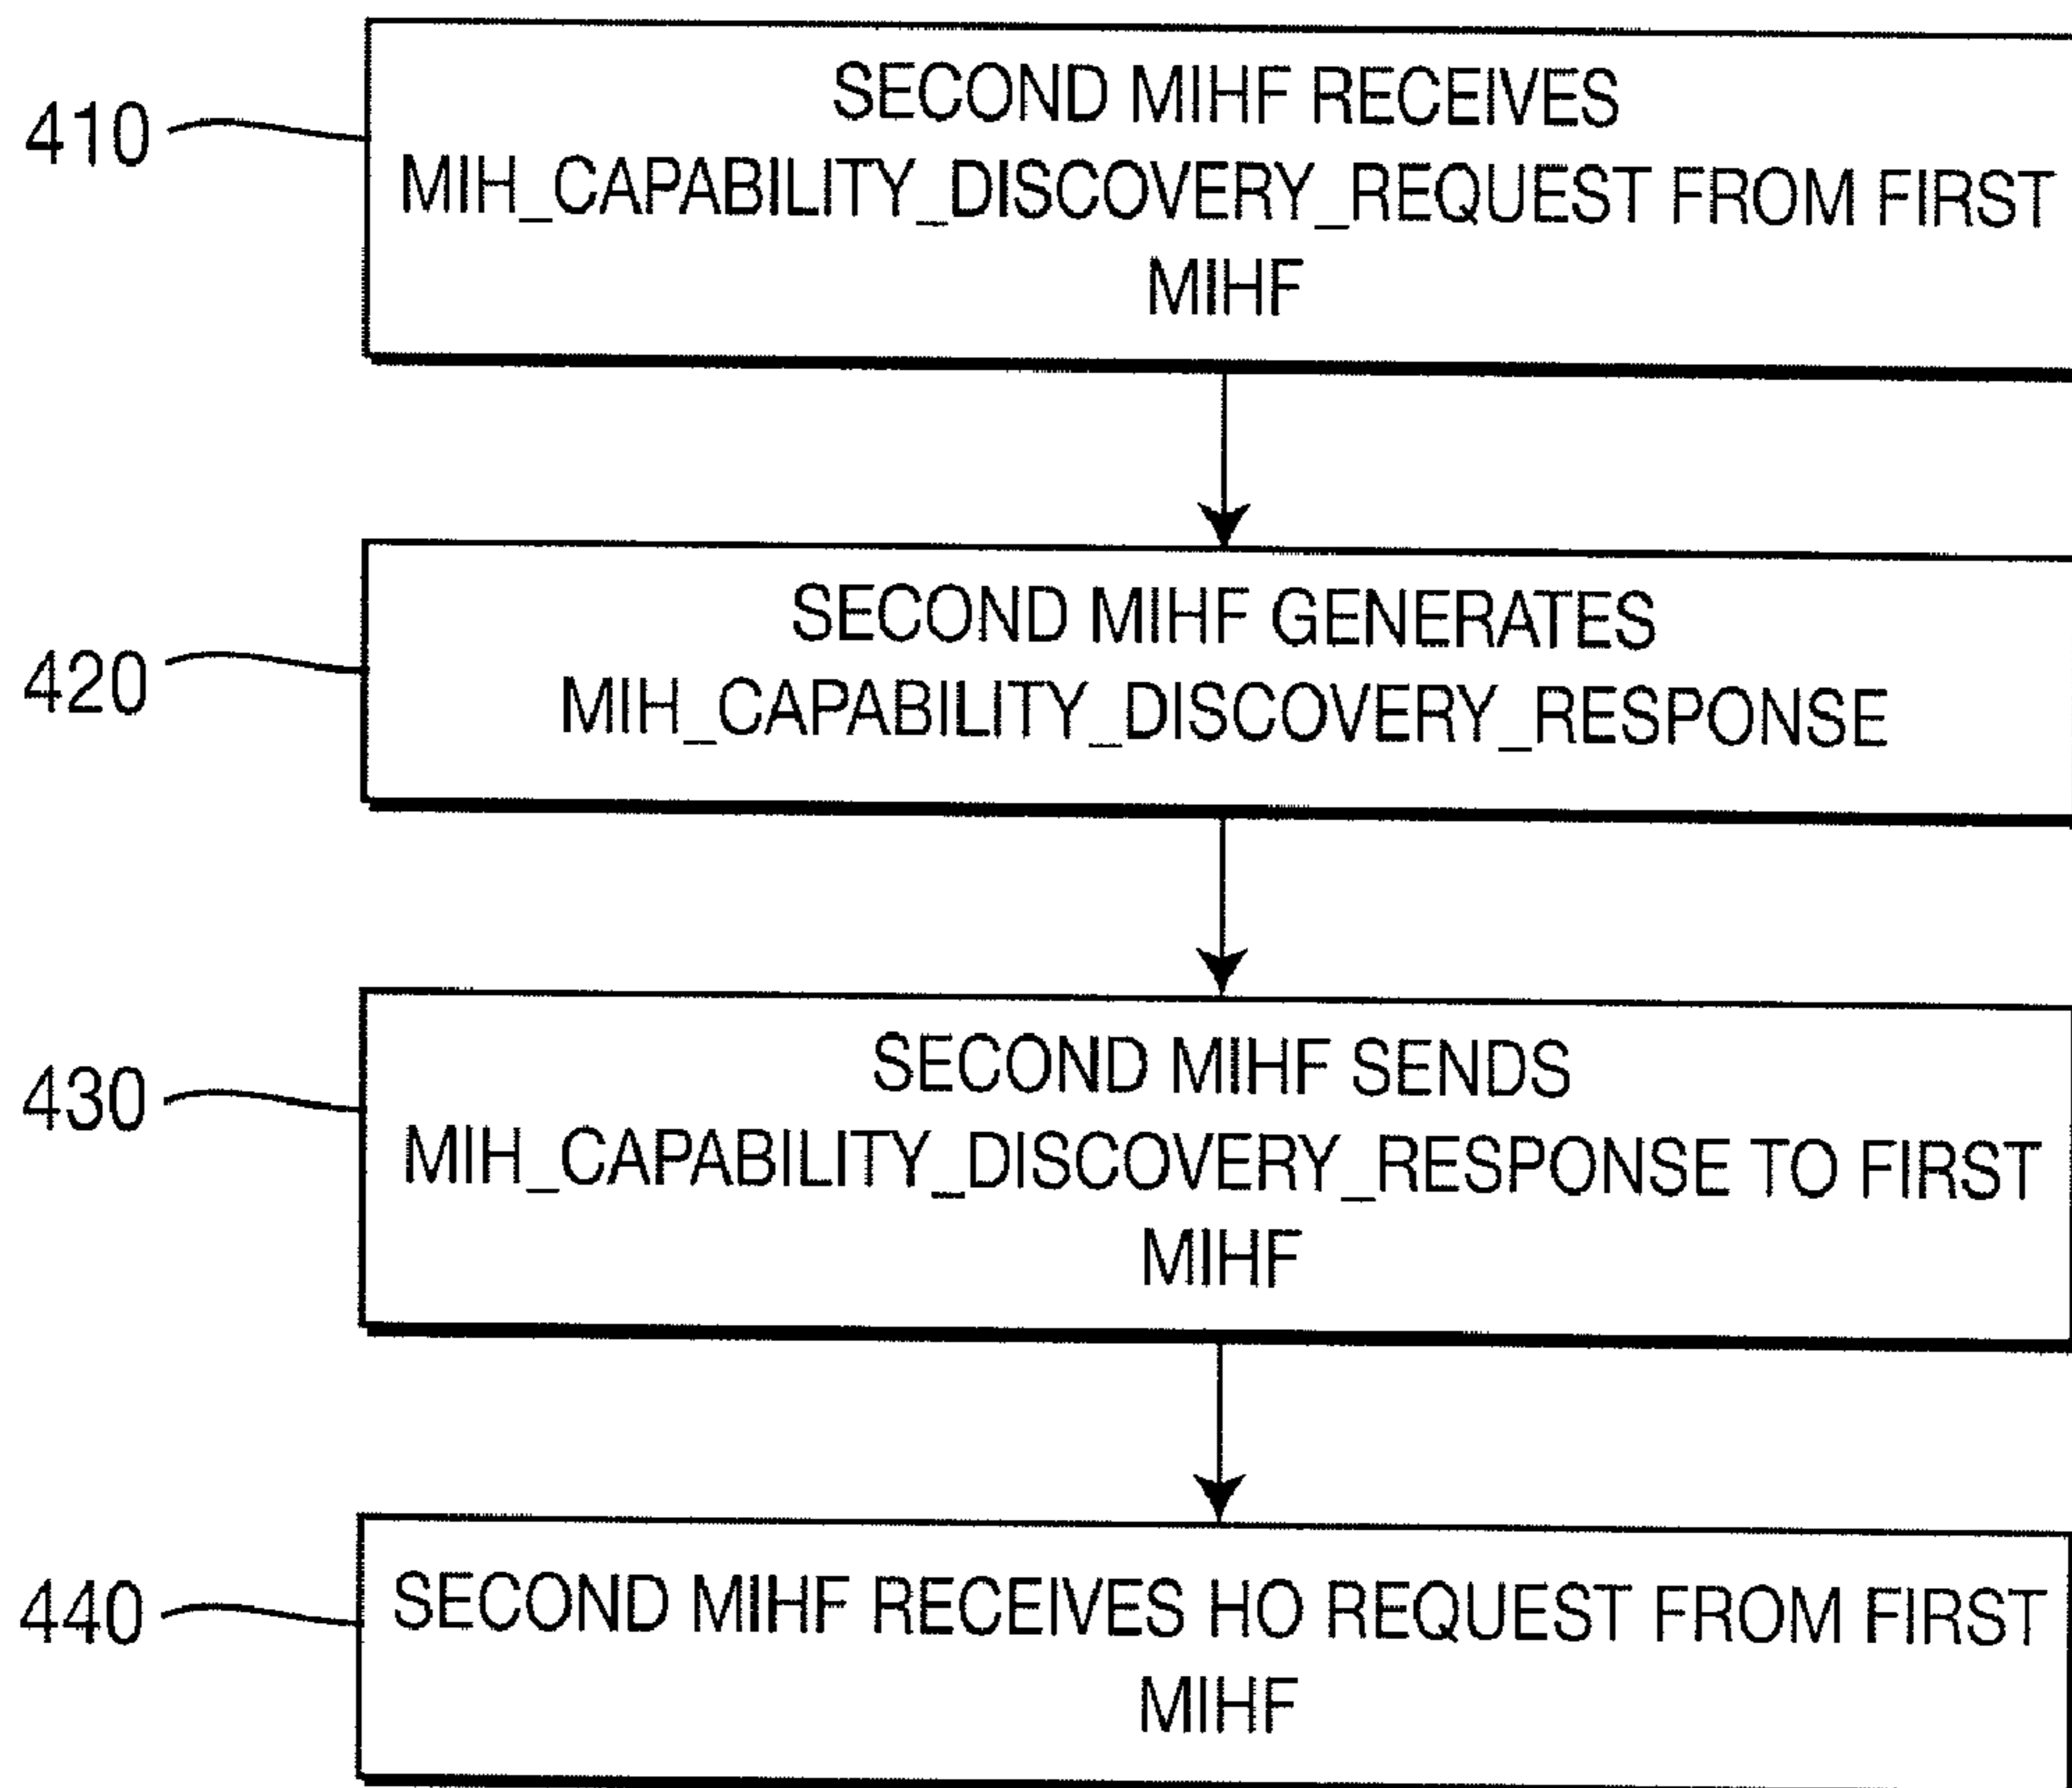 410
SECOND MIHF RECEIVES
MIH_CAPABILITY_DISCOVERY_REQUEST FROM FIRST
MIHF
420
SECOND MIHF GENERATES
MIH_CAPABILITY_DISCOVERY_RESPONSE
430
SECOND MIHF SENDS
MIH_CAPABILITY_DISCOVERY_RESPONSE TO FIRST
MIHF
440
SECOND MIHF RECEIVES HO REQUEST FROM FIRST
MIHF